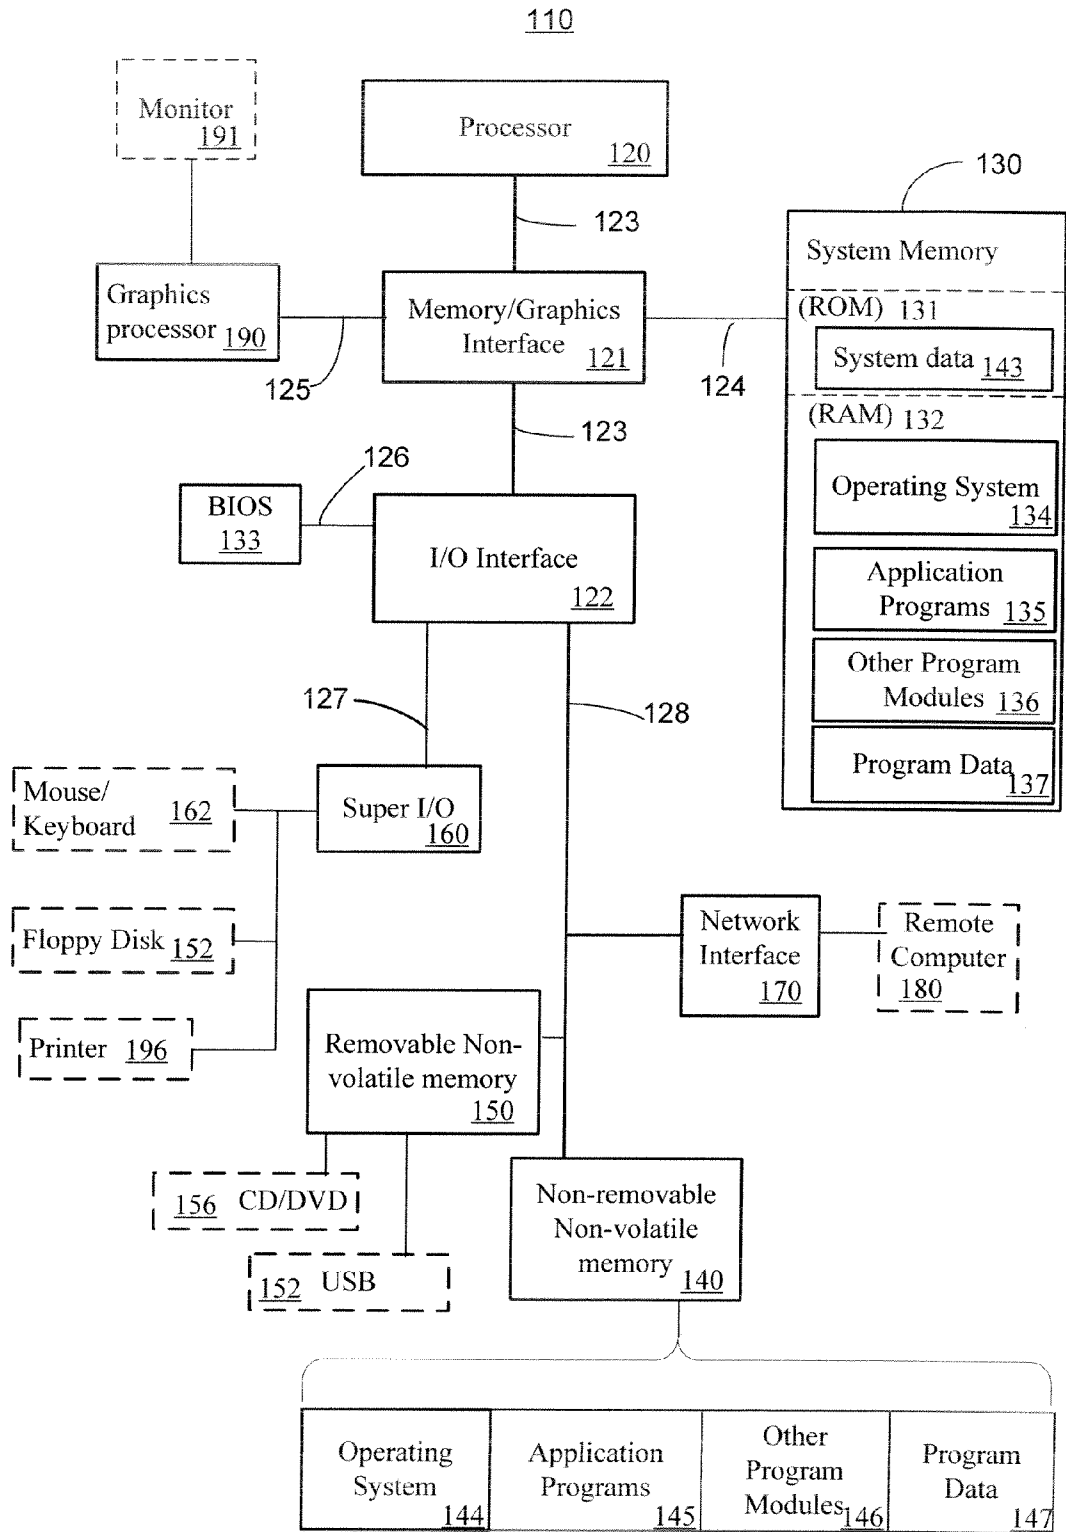 110
Monitor
191
Processor
120
123
130
System Memory
(ROM) 131
System data 143
Graphics
processor 190
125
Memory/Graphics
Interface
121
124
123
(RAM) 132
Operating System
134
Application
Programs 135
Other Program
Modules 136
Program Data
137
126
BIOS
133
I/O Interface
122
127
128
Mouse/
Keyboard 162
Super I/O
160
Floppy Disk 152
Printer 196
Network
Interface
170
Remote
Computer
180
Removable Non-
volatile memory
150
156 CD/DVD
152 USB
Non-removable
Non-volatile
memory
140
Operating
System
144
Application
Programs
145
Other
Program
Modules 146
Program
Data
147